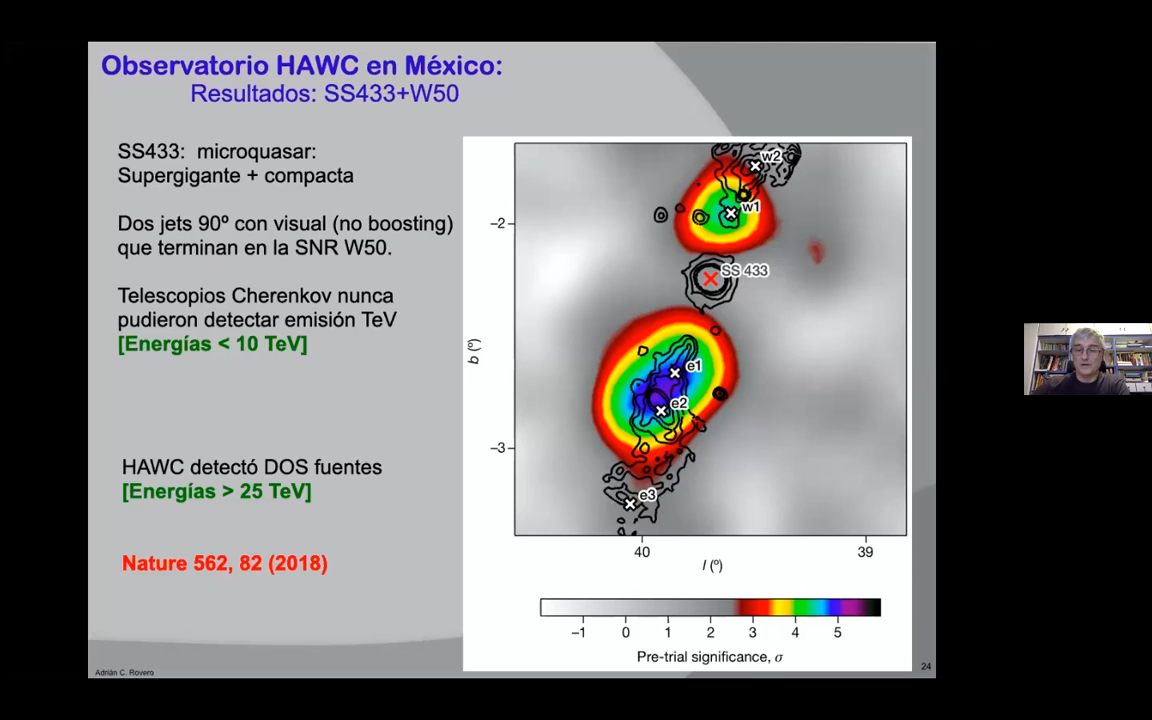 Observatorio HAWC en México:
Resultados: SS433+W50
SS433: microquasar:
Supergigante + compacta
Dos jets 90º con visual (no boosting)
que terminan en la SNR W50.
Telescopios Cherenkov nunca
pudieron detectar emisión TeV
[Energías < 10 TeV]
HAWC detectó DOS fuentes
[Energías > 25 TeV]
Nature 562, 82 (2018)
w2
w1
−2
SS 433
b (º)
e1
e2
−3
e3
40 39
l (º)
−1 0 1 2 3 4 5
Pre-trial significance, σ
Adrián C. Rovero
24